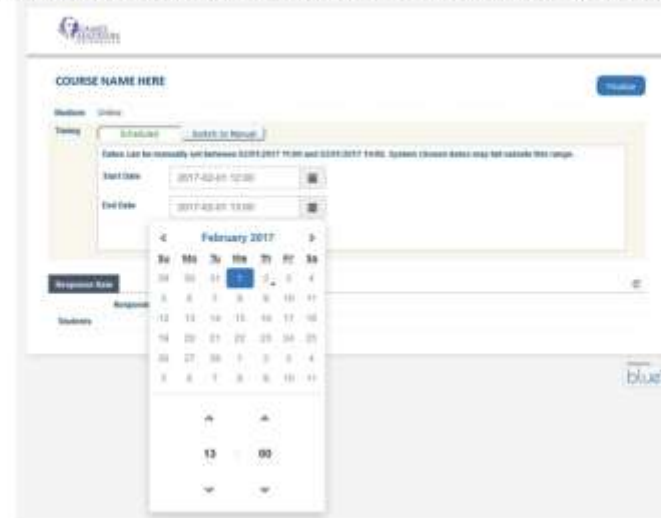 JAMES
MADISON
COURSE NAME HERE
Finalize
Medium Online
Timing Scheduled Switch to Manual
Dates can be manually set between 02/01/2017 and 02/01/2017 System chosen dates may fall outside this range.
Start Date 2017-02-01 12:00
End Date 2017-02-01 13:00
February 2017
Su Mo Tu We Th Fr Sa
29 30 31 1 2 3 4
5 6 7 8 9 10 11
12 13 14 15 16 17 18
19 20 21 22 23 24 25
26 27 28 1 2 3 4
5 6 7 8 9 10 11
Response Rate
Students
13 : 00
blue